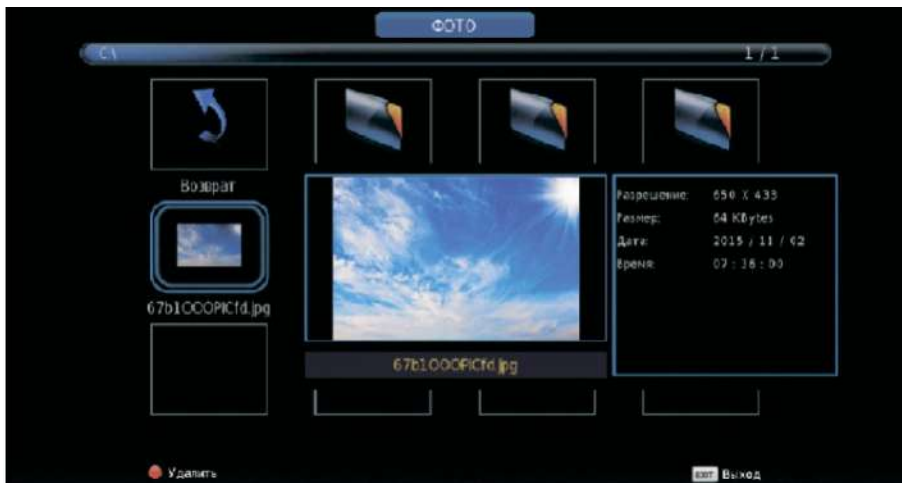 ФОТО
C:\ 1 / 1
Возврат
67b1OOOPICfd.jpg
67b1OOOPICfd.jpg
Разрешение: 650 X 433
Размер: 64 KBytes
Дата: 2015 / 11 / 02
Время: 07 : 36 : 00
Удалить
EXIT Выход